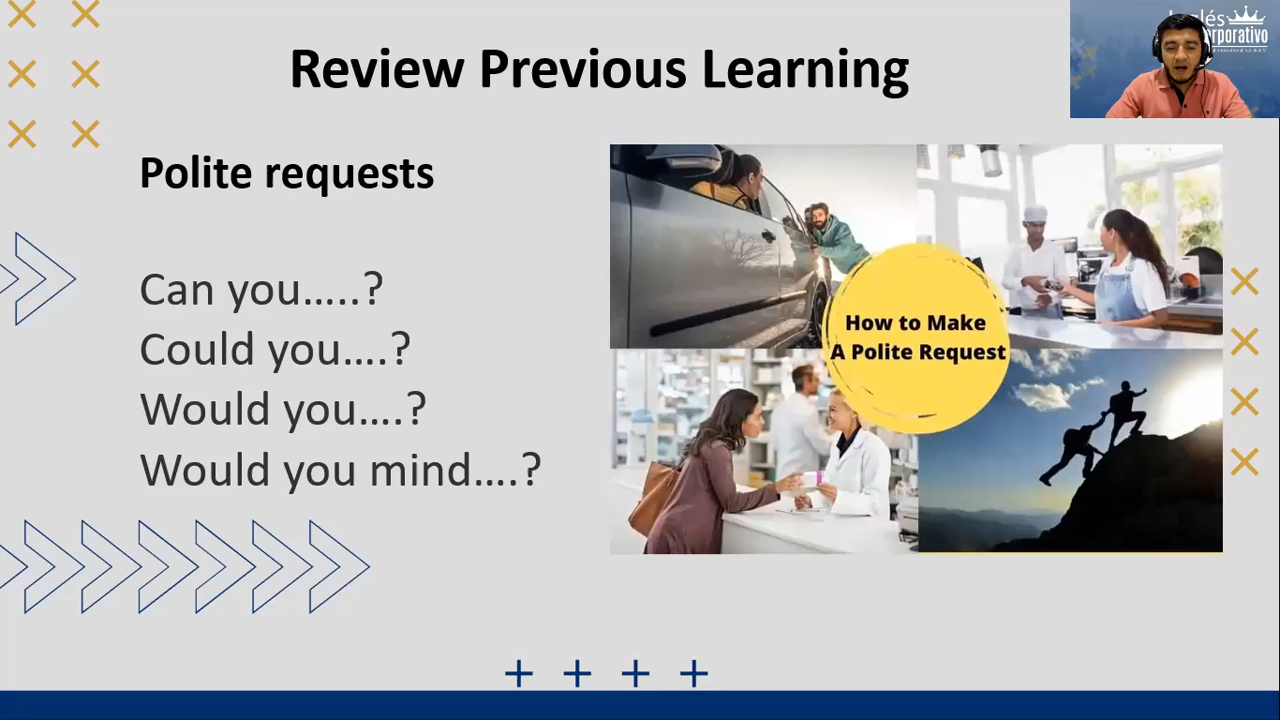 Review Previous Learning
Polite requests
Can you…..?
Could you….?
Would you….?
Would you mind….?
How to Make
A Polite Request